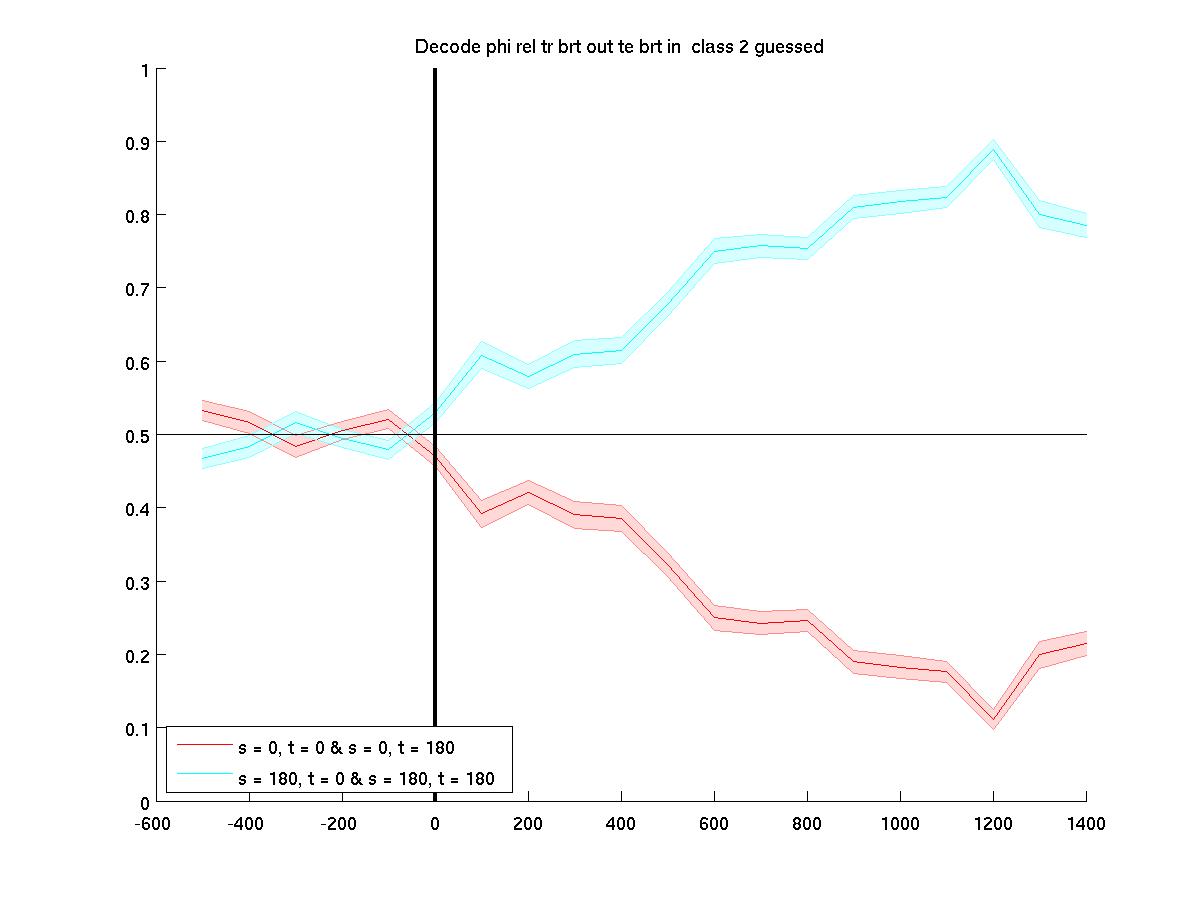 Decode phi rel tr brt out te brt in  class 2 guessed
1
0.9
0.8
0.7
0.6
0.5
0.4
0.3
0.2
0.1
0
s = 0, t = 0 & s = 0, t = 180
s = 180, t = 0 & s = 180, t = 180
-600 -400 -200 0 200 400 600 800 1000 1200 1400